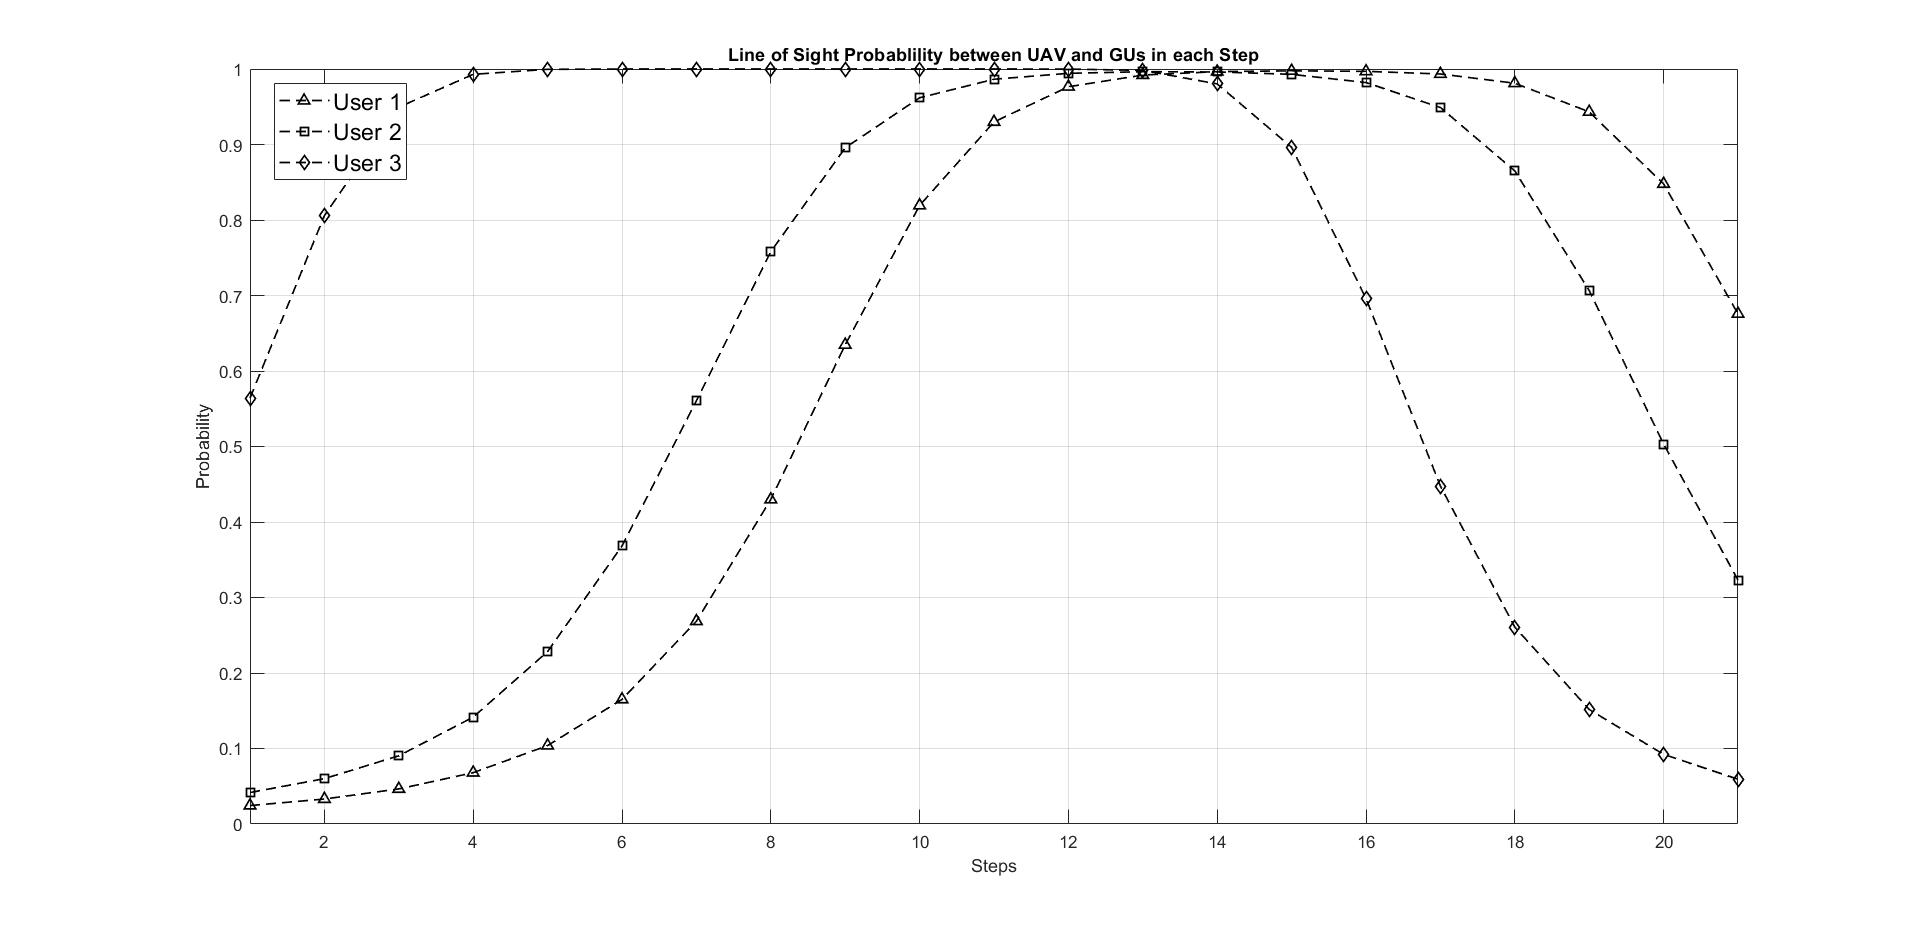 Line of Sight Probablility between UAV and GUs in each Step
1
0.9
0.8
0.7
0.6
0.5
0.4
0.3
0.2
0.1
0
User 1
User 2
User 3
Probability
2 4 6 8 10 12 14 16 18 20
Steps